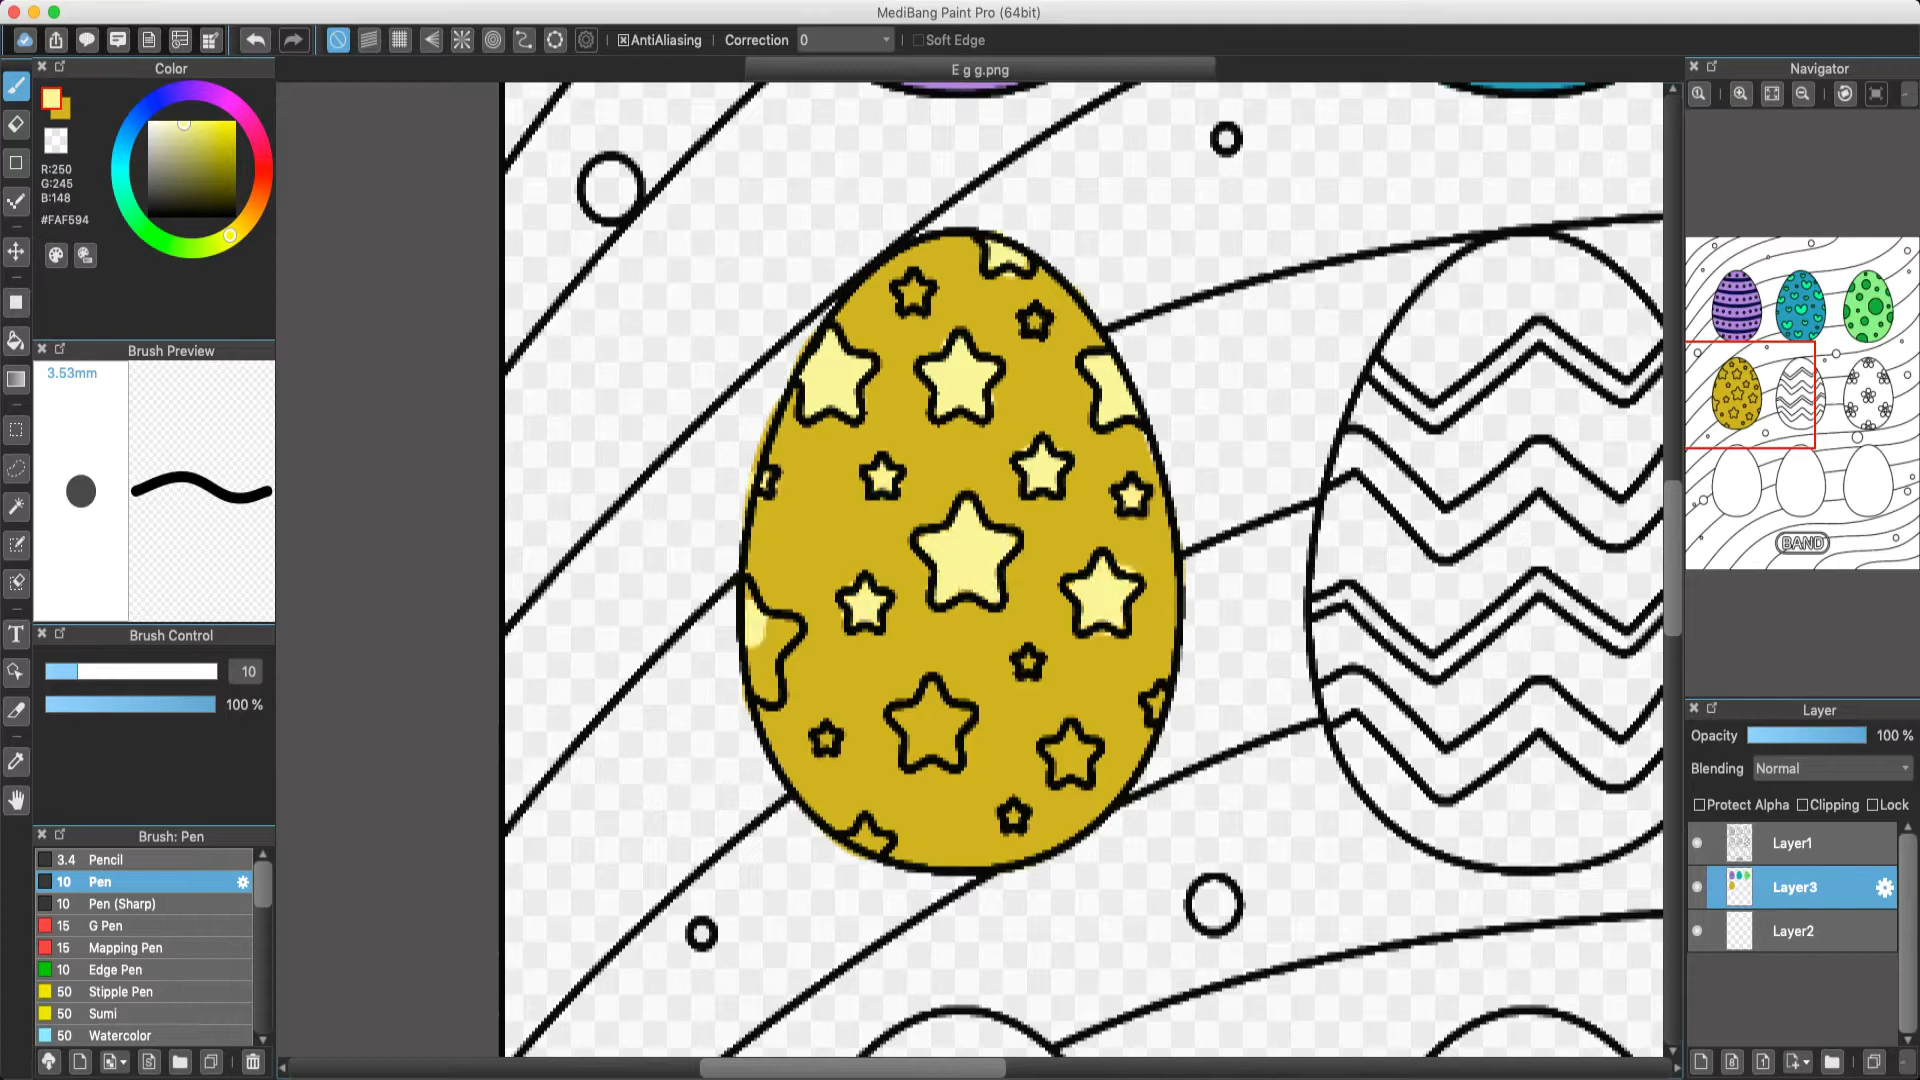 MediBang Paint Pro (64bit)
AntiAliasing Correction 0 Soft Edge
Color
E g g.png
Navigator
R:250
G:245
B:148
#FAF594
Brush Preview
3.53mm
Brush Control
10
100 %
Brush: Pen
3.4 Pencil
10 Pen
10 Pen (Sharp)
15 G Pen
15 Mapping Pen
10 Edge Pen
50 Stipple Pen
50 Sumi
50 Watercolor
BAND
Layer
Opacity 100 %
Blending Normal
Protect Alpha Clipping Lock
Layer1
Layer3
Layer2